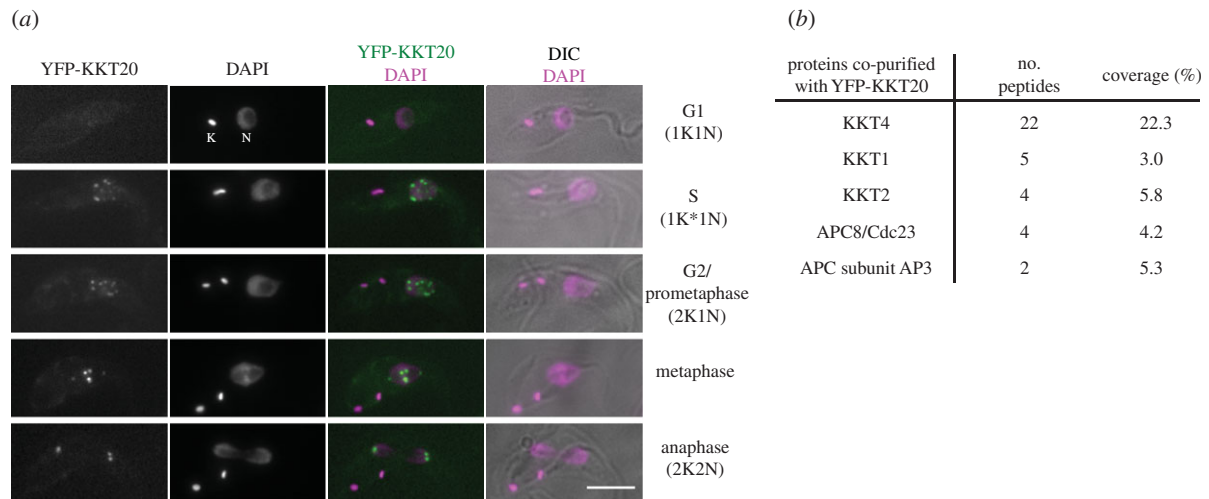 (a)
YFP-KKT20
DAPI
YFP-KKT20
DAPI
DIC
DAPI
K
N
G1
(1K1N)
S
(1K*1N)
G2/
prometaphase
(2K1N)
metaphase
anaphase
(2K2N)
(b)
proteins co-purified
with YFP-KKT20
no.
peptides
coverage (%)
KKT4 22 22.3
KKT1 5 3.0
KKT2 4 5.8
APC8/Cdc23 4 4.2
APC subunit AP3 2 5.3